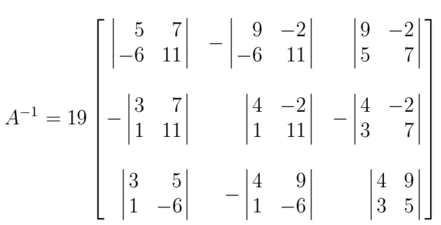 | 5 7 | − | 9 −2 | | 9 −2 |
| −6 11 | | −6 11 | | 5 7 |
A⁻¹ = 19 − | 3 7 | | 4 −2 | − | 4 −2 |
| 1 11 | | 1 11 | | 3 7 |
| 3 5 | − | 4 9 | | 4 9 |
| 1 −6 | | 1 −6 | | 3 5 |